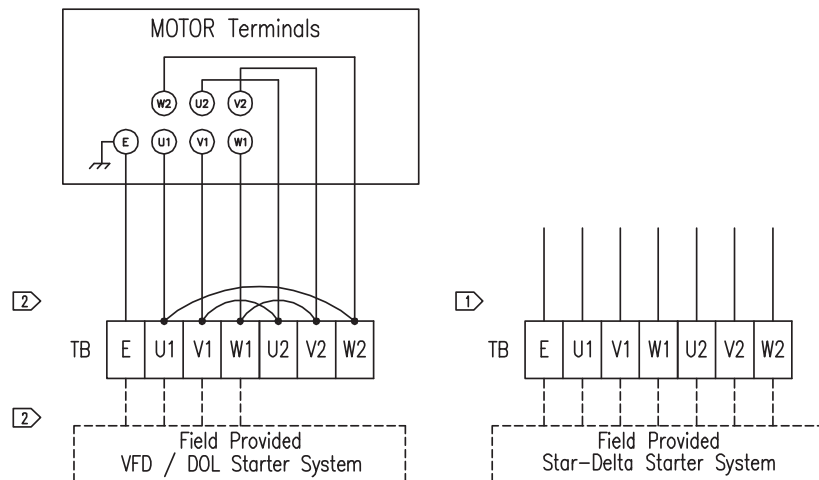 MOTOR Terminals
W2 U2 V2
E U1 V1 W1
2
1
TB E U1 V1 W1 U2 V2 W2
TB E U1 V1 W1 U2 V2 W2
2
Field Provided
VFD / DOL Starter System
Field Provided
Star-Delta Starter System